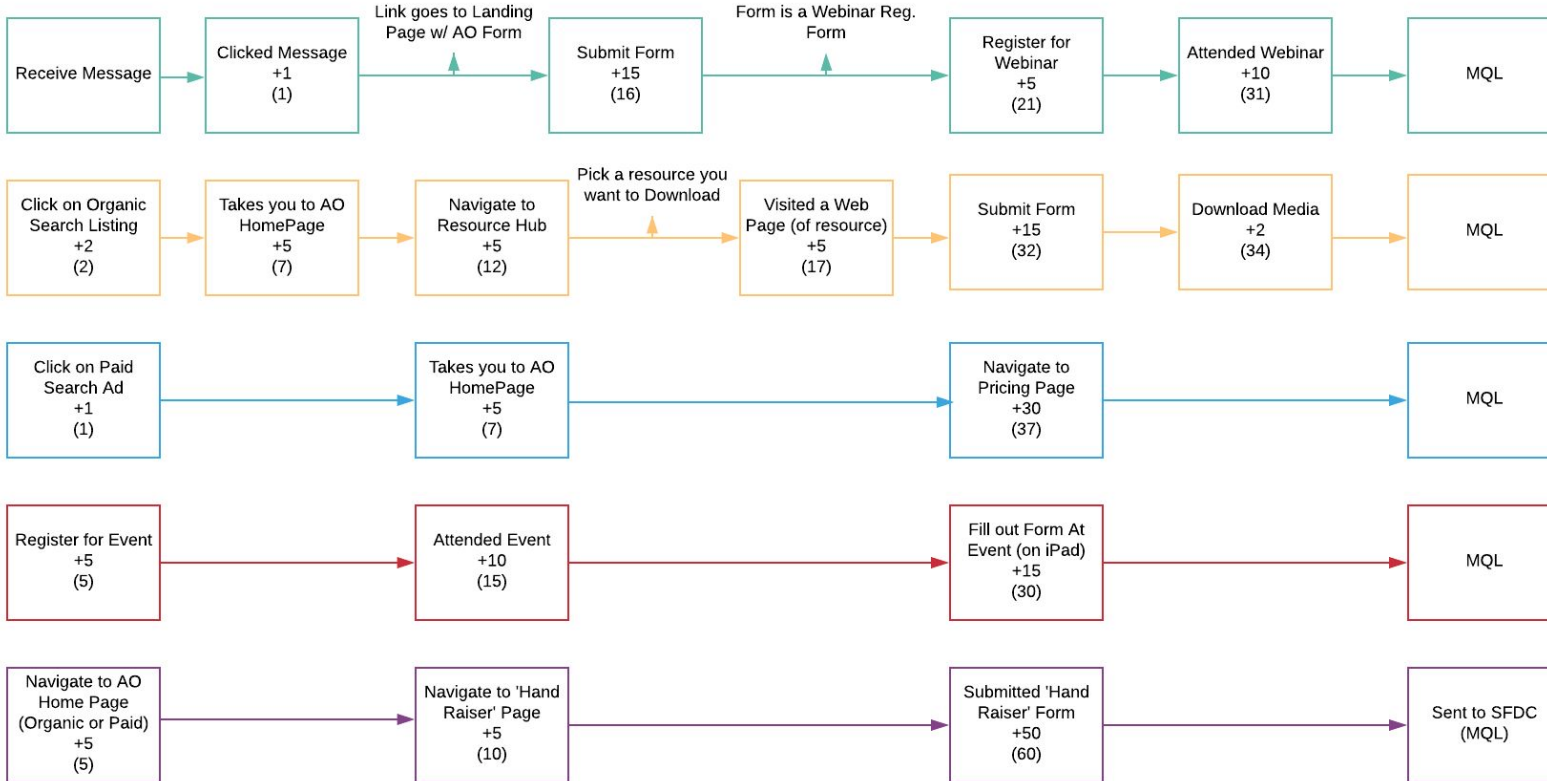 Receive Message
Clicked Message
+1
(1)
Link goes to Landing
Page w/ AO Form
Submit Form
+15
(16)
Form is a Webinar Reg.
Form
Register for
Webinar
+5
(21)
Attended Webinar
+10
(31)
MQL
Click on Organic
Search Listing
+2
(2)
Takes you to AO
HomePage
+5
(7)
Navigate to
Resource Hub
+5
(12)
Pick a resource you
want to Download
Visited a Web
Page (of resource)
+5
(17)
Submit Form
+15
(32)
Download Media
+2
(34)
MQL
Click on Paid
Search Ad
+1
(1)
Takes you to AO
HomePage
+5
(7)
Navigate to
Pricing Page
+30
(37)
MQL
Register for Event
+5
(5)
Attended Event
+10
(15)
Fill out Form At
Event (on iPad)
+15
(30)
MQL
Navigate to AO
Home Page
(Organic or Paid)
+5
(5)
Navigate to 'Hand
Raiser' Page
+5
(10)
Submitted 'Hand
Raiser' Form
+50
(60)
Sent to SFDC
(MQL)